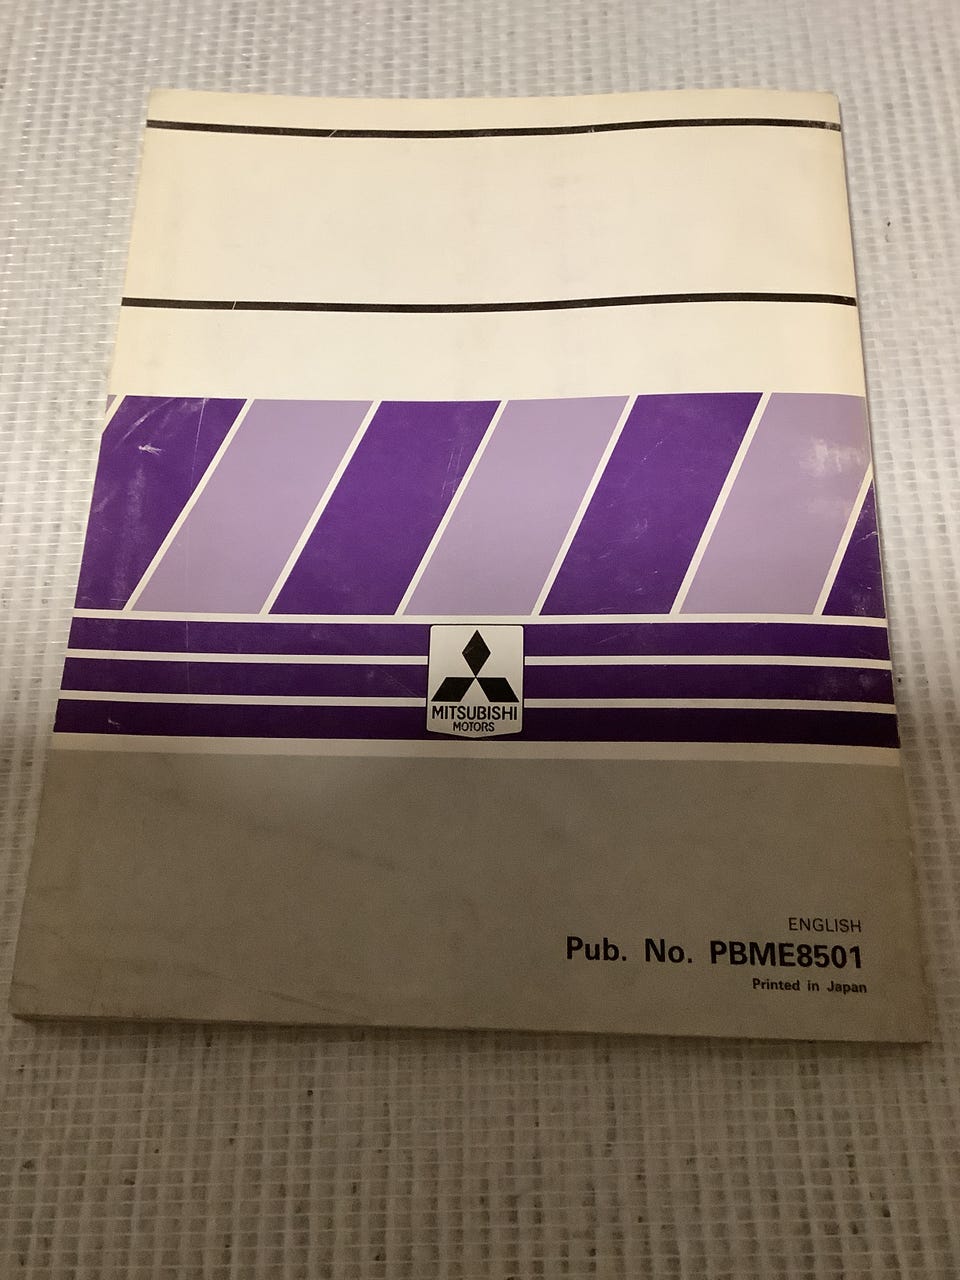 MITSUBISHI
MOTORS
ENGLISH
Pub. No. PBME8501
Printed in Japan